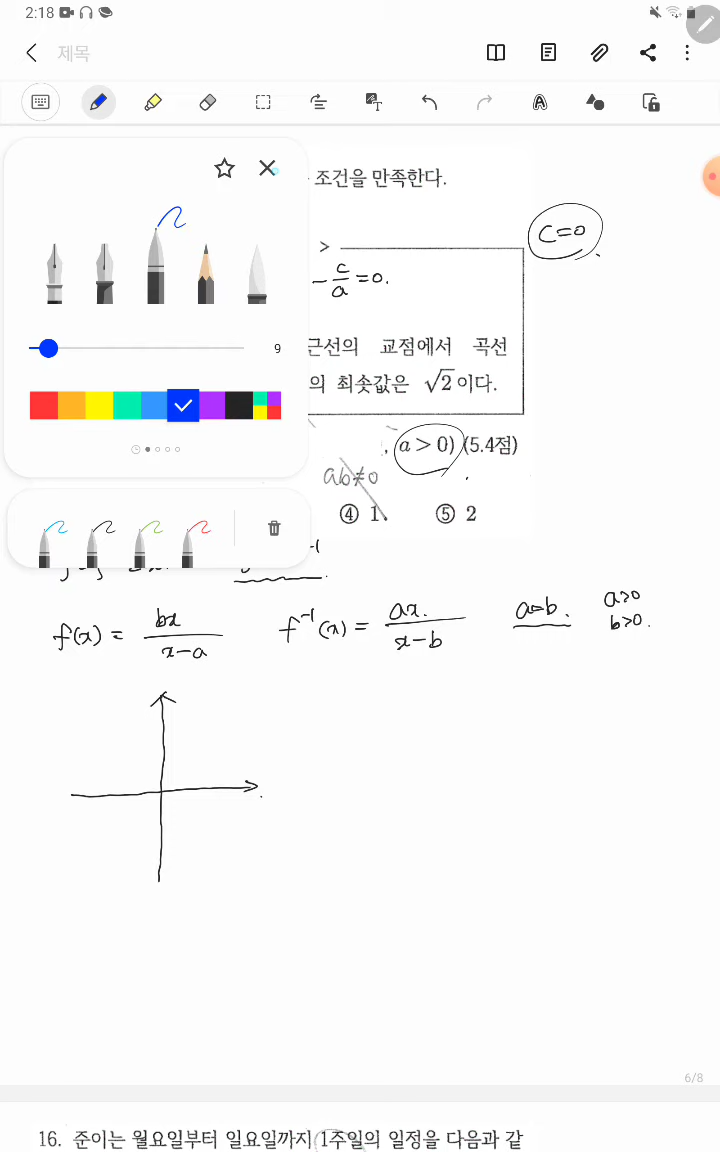 2:18
제목
조건을 만족한다.
>
C=0
- c/a = 0.
근선의 교점에서 곡선
의 최솟값은 √2이다.
9
, a > 0) (5.4점)
ab≠0
④ 1 ⑤ 2
f(x) = bx/(x-a) f⁻¹(x) = ax/(x-b) a=b. a>0
b>0.
6/8
16. 준이는 월요일부터 일요일까지 1주일의 일정을 다음과 같